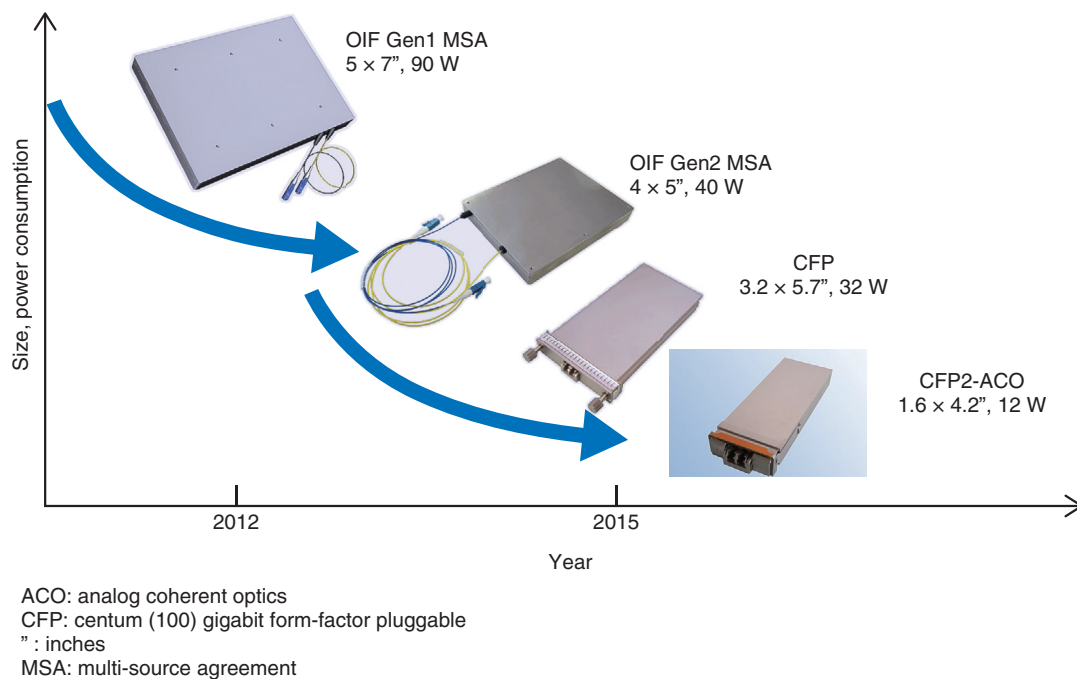 OIF Gen1 MSA
5 × 7”, 90 W
OIF Gen2 MSA
4 × 5”, 40 W
CFP
3.2 × 5.7”, 32 W
CFP2-ACO
1.6 × 4.2”, 12 W
Size, power consumption
2012
2015
Year
ACO: analog coherent optics
CFP: centum (100) gigabit form-factor pluggable
” : inches
MSA: multi-source agreement